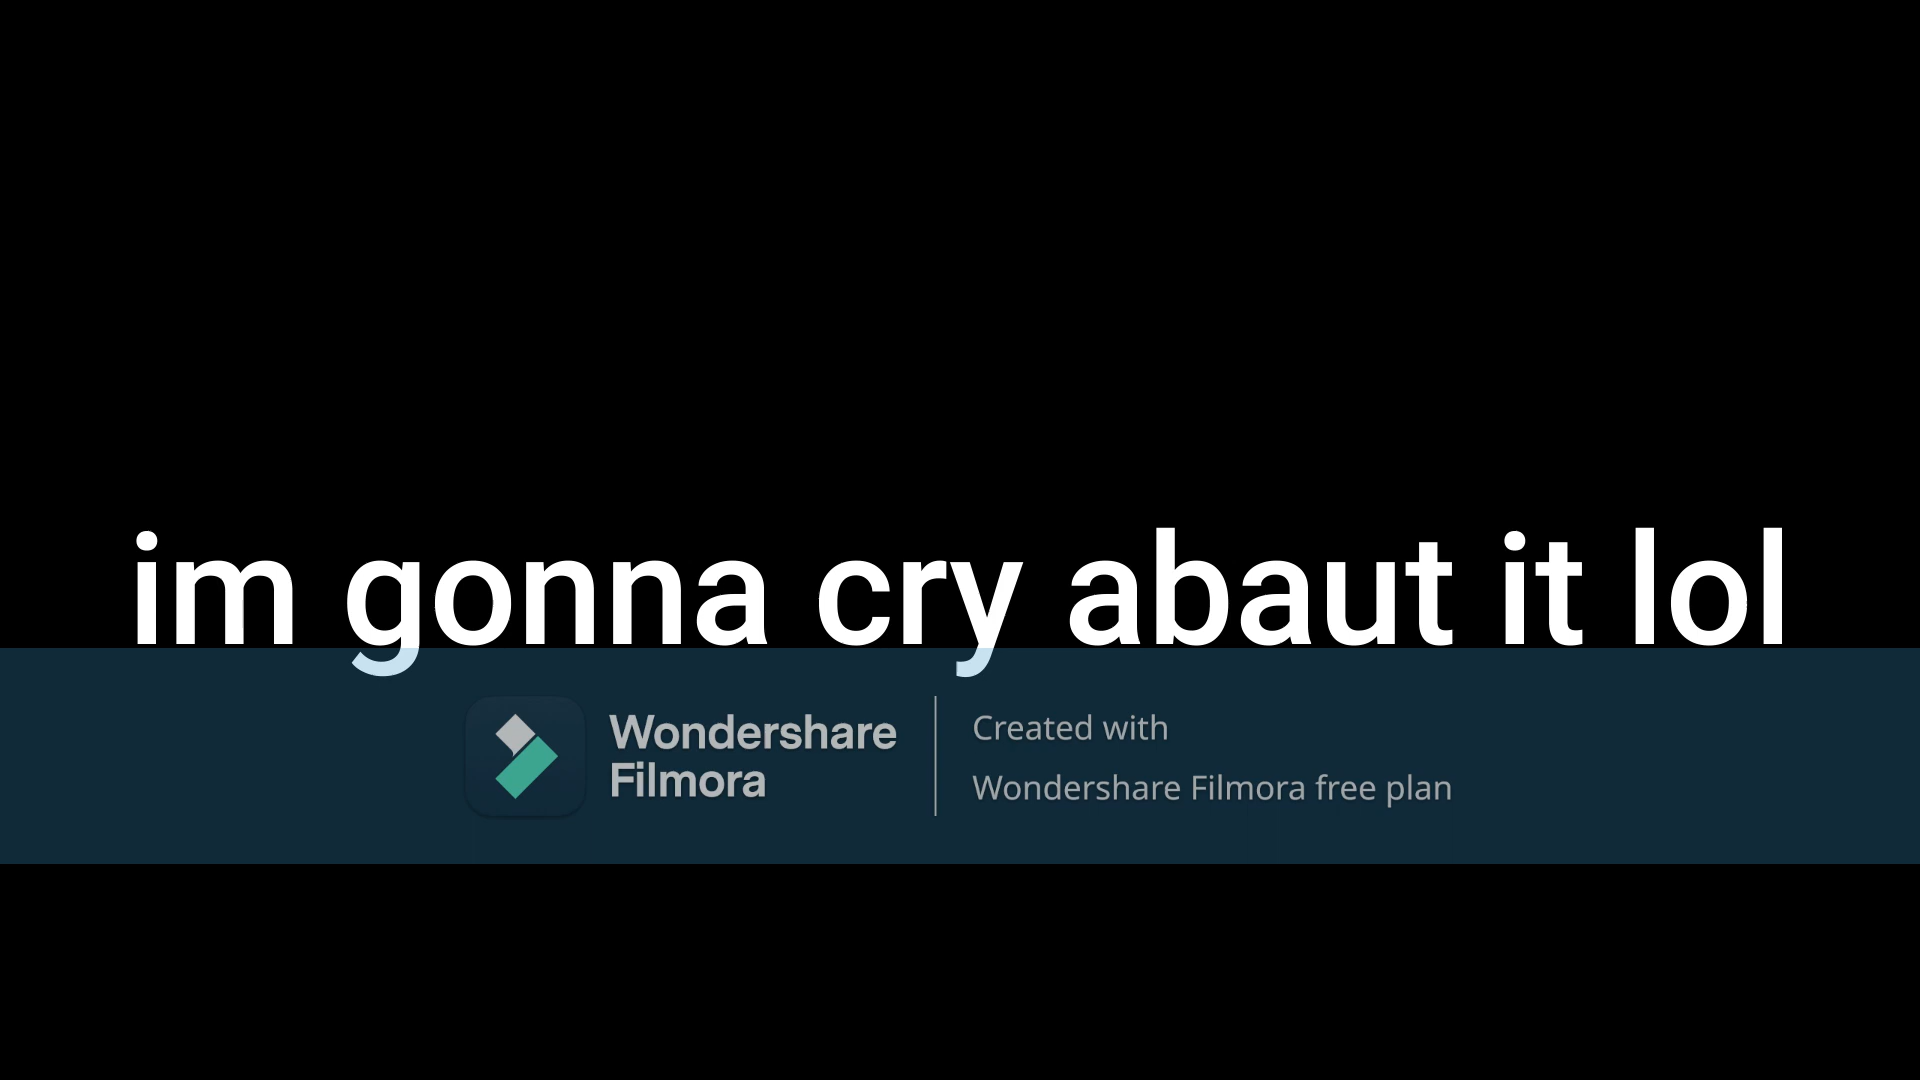 im gonna cry abaut it lol
Wondershare
Filmora
Created with
Wondershare Filmora free plan